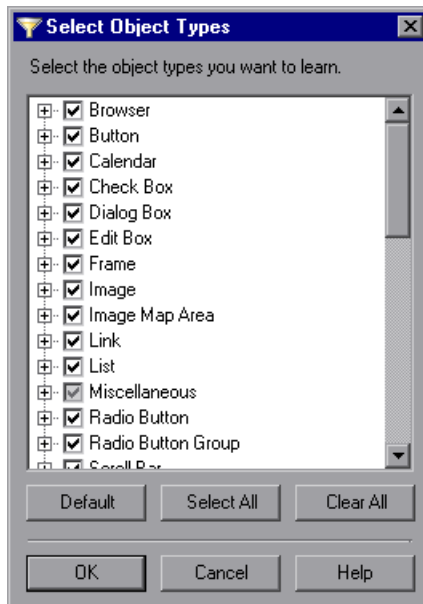 Select Object Types
Select the object types you want to learn.
Browser
Button
Calendar
Check Box
Dialog Box
Edit Box
Frame
Image
Image Map Area
Link
List
Miscellaneous
Radio Button
Radio Button Group
Scroll Bar
Default Select All Clear All
OK Cancel Help